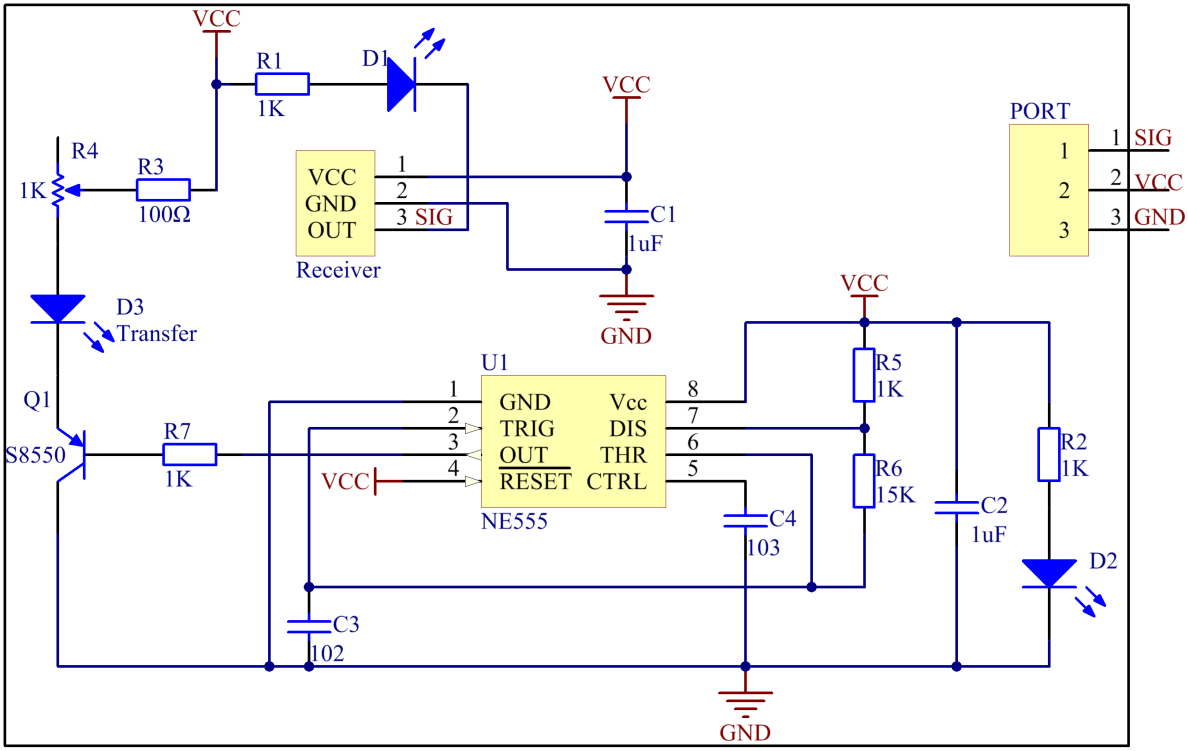 VCC
R1
1K
D1
VCC
R4
1K
R3
100Ω
VCC 1
GND 2
OUT 3 SIG
Receiver
C1
1uF
GND
PORT
1 1 SIG
2 2 VCC
3 3 GND
D3
Transfer
Q1
S8550
R7
1K
VCC
U1
1 GND Vcc 8
2 TRIG DIS 7
3 OUT THR 6
4 RESET CTRL 5
NE555
VCC
R5
1K
R6
15K
R2
1K
C4
103
C2
1uF
D2
C3
102
GND